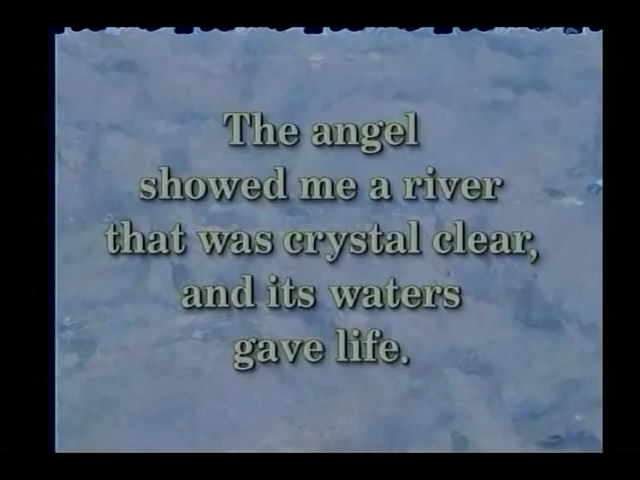 The angel
showed me a river
that was crystal clear,
and its waters
gave life.